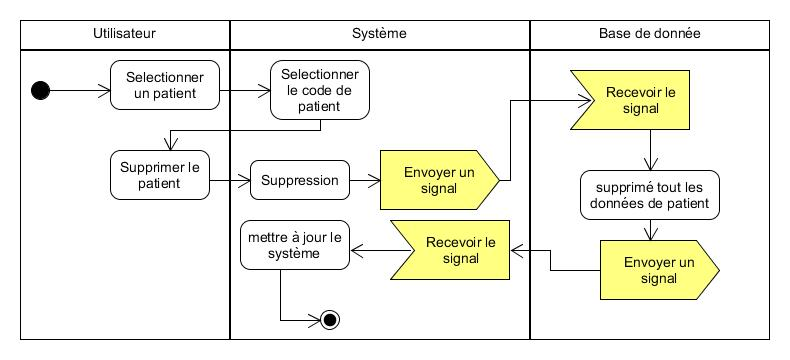 Utilisateur
Système
Base de donnée
Selectionner
un patient
Selectionner
le code de
patient
Recevoir le
signal
Supprimer le
patient
Suppression
Envoyer un
signal
supprimé tout les
données de patient
mettre à jour le
système
Recevoir le
signal
Envoyer un
signal